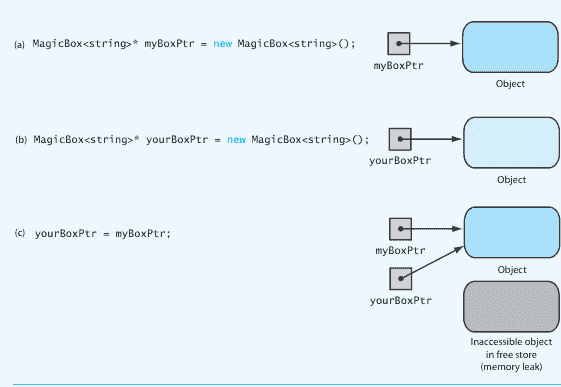 (a) MagicBox<string>* myBoxPtr = new MagicBox<string>();
myBoxPtr
Object
(b) MagicBox<string>* yourBoxPtr = new MagicBox<string>();
yourBoxPtr
Object
(c) yourBoxPtr = myBoxPtr;
myBoxPtr
Object
yourBoxPtr
Inaccessible object
in free store
(memory leak)